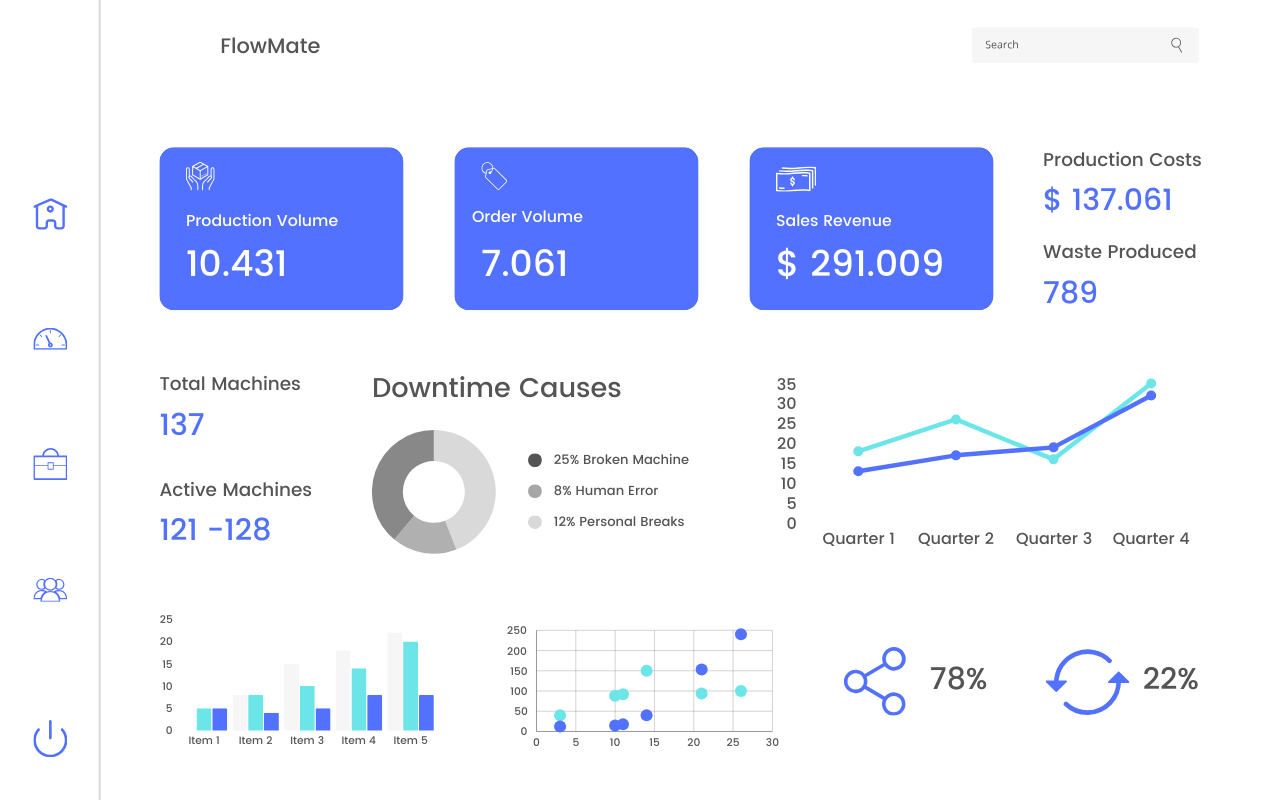 FlowMate
Search
Production Volume
10.431
Order Volume
7.061
Sales Revenue
$ 291.009
Production Costs
$ 137.061
Waste Produced
789
Total Machines
137
Active Machines
121 -128
Downtime Causes
25% Broken Machine
8% Human Error
12% Personal Breaks
35
30
25
20
15
10
5
0
Quarter 1 Quarter 2 Quarter 3 Quarter 4
25
20
15
10
5
0
Item 1 Item 2 Item 3 Item 4 Item 5
250
200
150
100
50
0
0 5 10 15 20 25 30
78%
22%